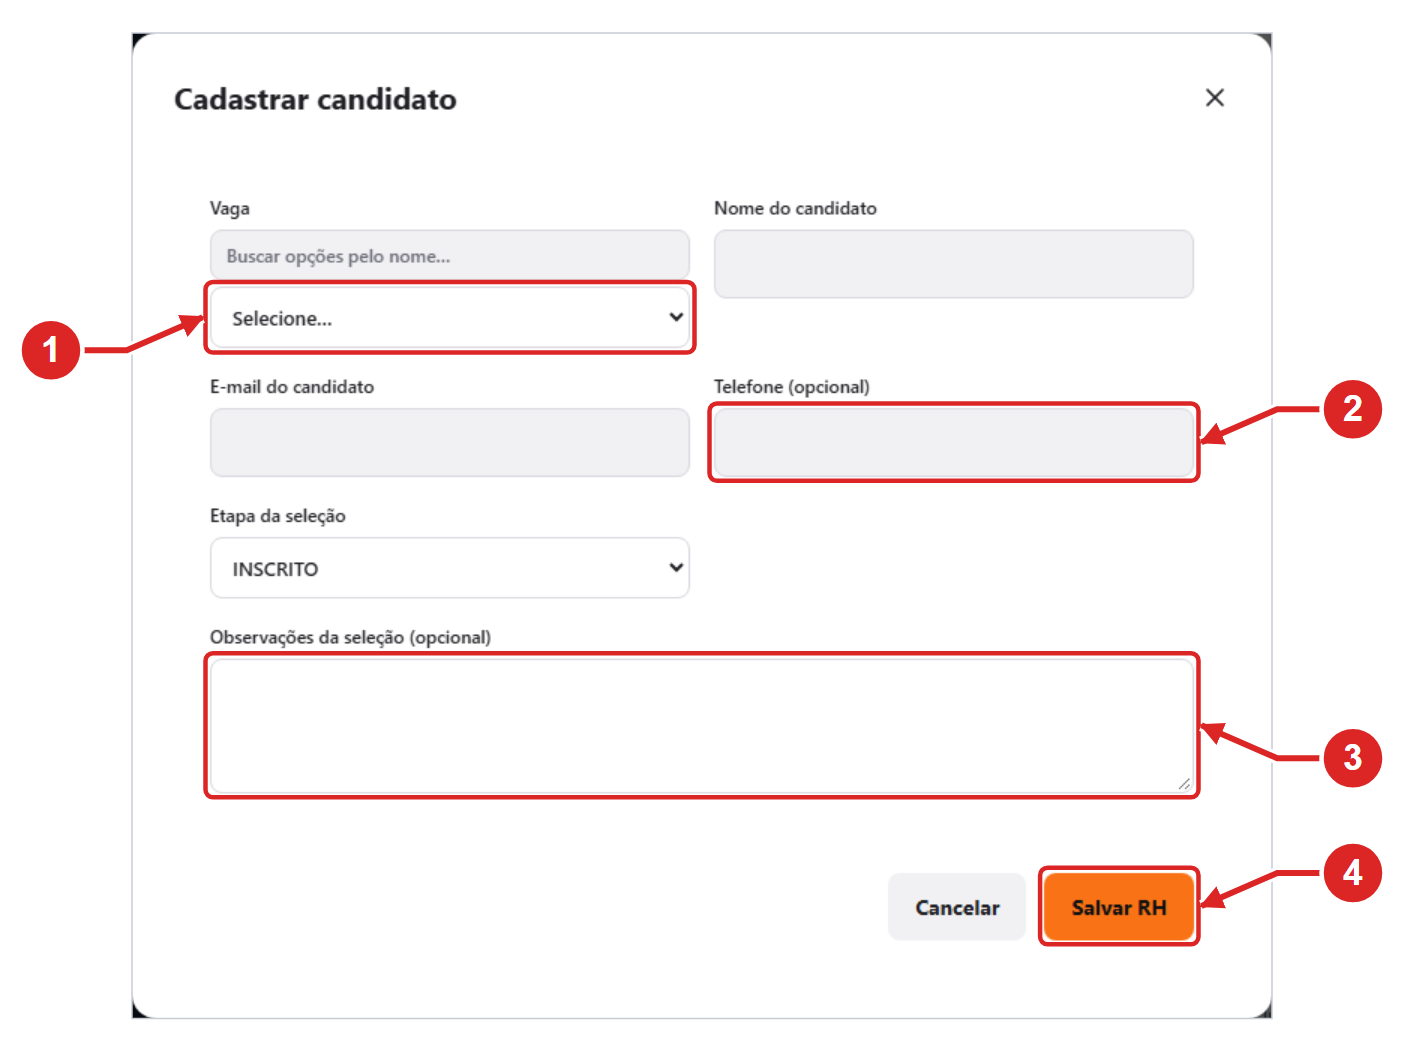 Cadastrar candidato
Vaga
Nome do candidato
Buscar opções pelo nome...
Selecione...
1
E-mail do candidato
Telefone (opcional)
2
Etapa da seleção
INSCRITO
Observações da seleção (opcional)
3
Cancelar
Salvar RH
4